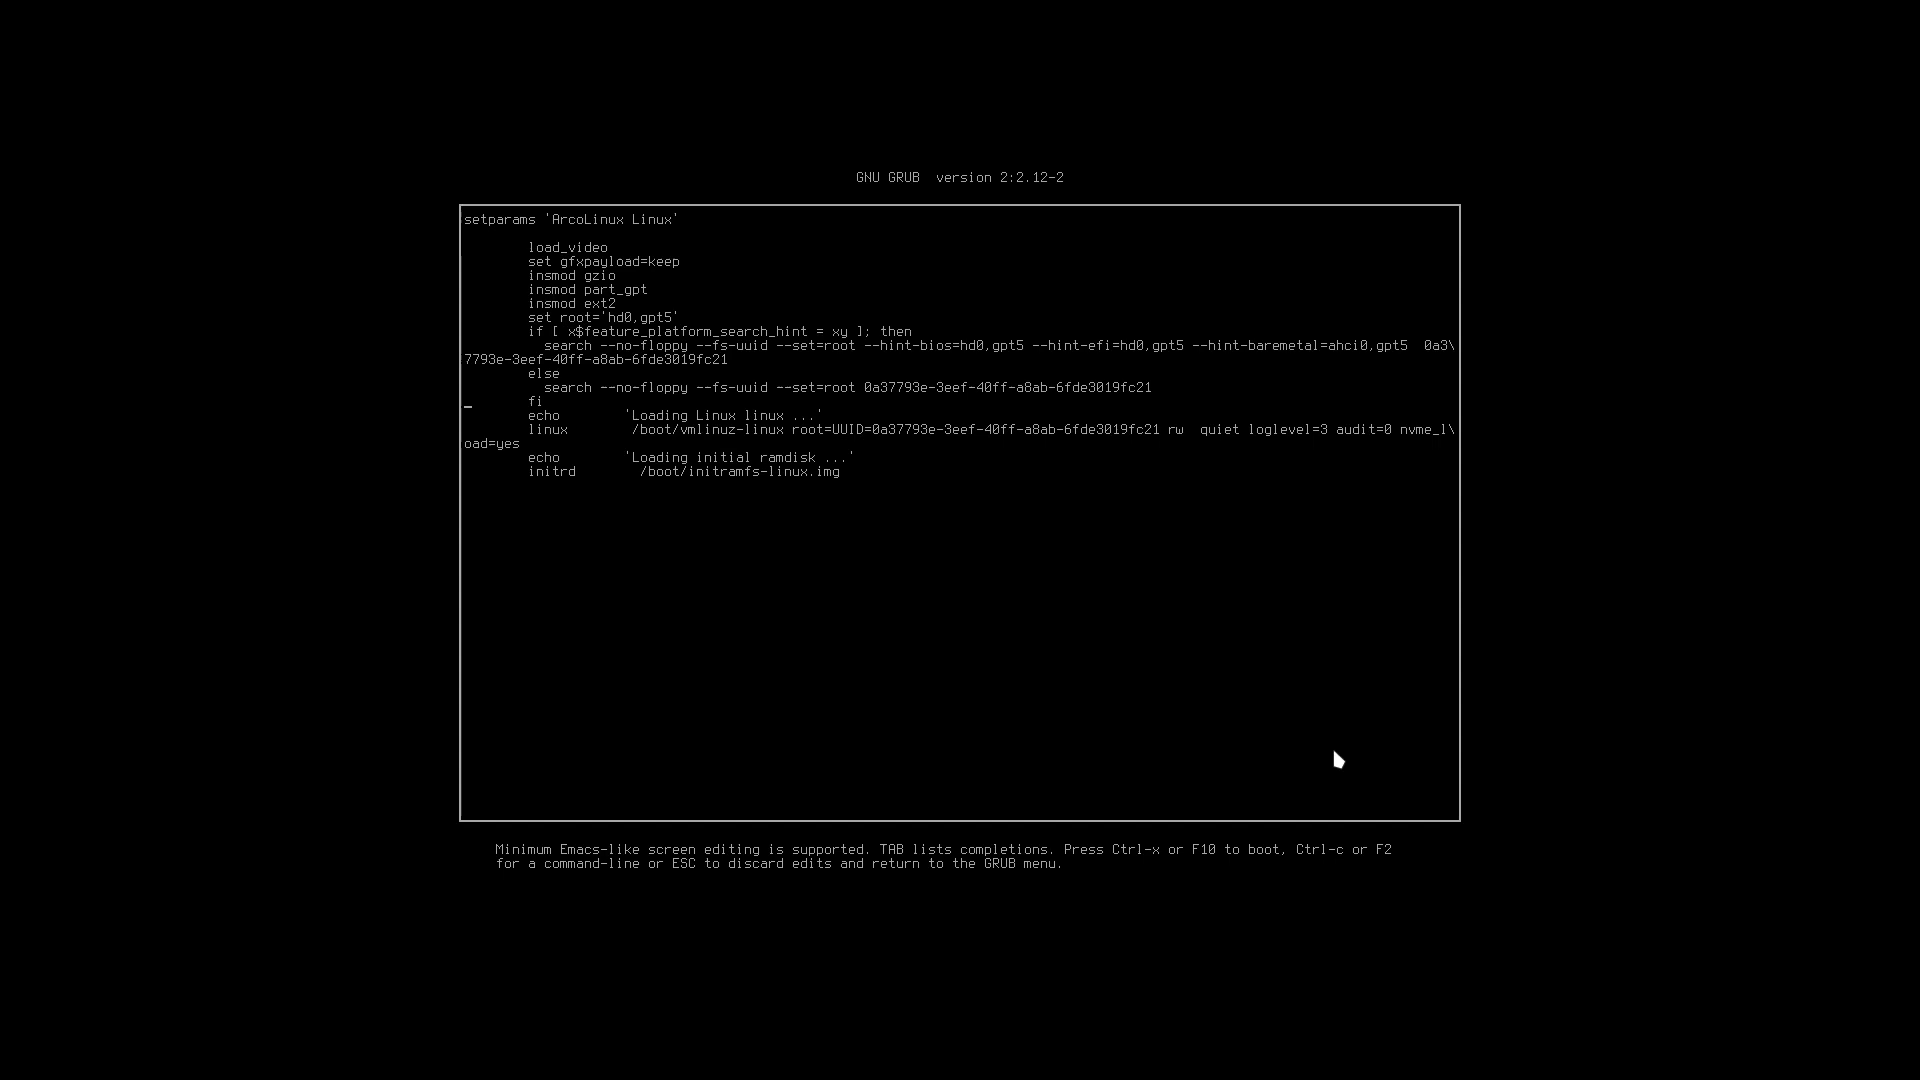 GNU GRUB  version 2:2.12-2
setparams 'ArcoLinux Linux'
load_video
set gfxpayload=keep
insmod gzio
insmod part_gpt
insmod ext2
set root='hd0,gpt5'
if [ x$feature_platform_search_hint = xy ]; then
search --no-floppy --fs-uuid --set=root --hint-bios=hd0,gpt5 --hint-efi=hd0,gpt5 --hint-baremetal=ahci0,gpt5  0a3\
7793e-3eef-40ff-a8ab-6fde3019fc21
else
search --no-floppy --fs-uuid --set=root 0a37793e-3eef-40ff-a8ab-6fde3019fc21
fi
echo        'Loading Linux linux ...'
linux        /boot/vmlinuz-linux root=UUID=0a37793e-3eef-40ff-a8ab-6fde3019fc21 rw  quiet loglevel=3 audit=0 nvme_l\
oad=yes
echo        'Loading initial ramdisk ...'
initrd        /boot/initramfs-linux.img
Minimum Emacs-like screen editing is supported. TAB lists completions. Press Ctrl-x or F10 to boot, Ctrl-c or F2
for a command-line or ESC to discard edits and return to the GRUB menu.